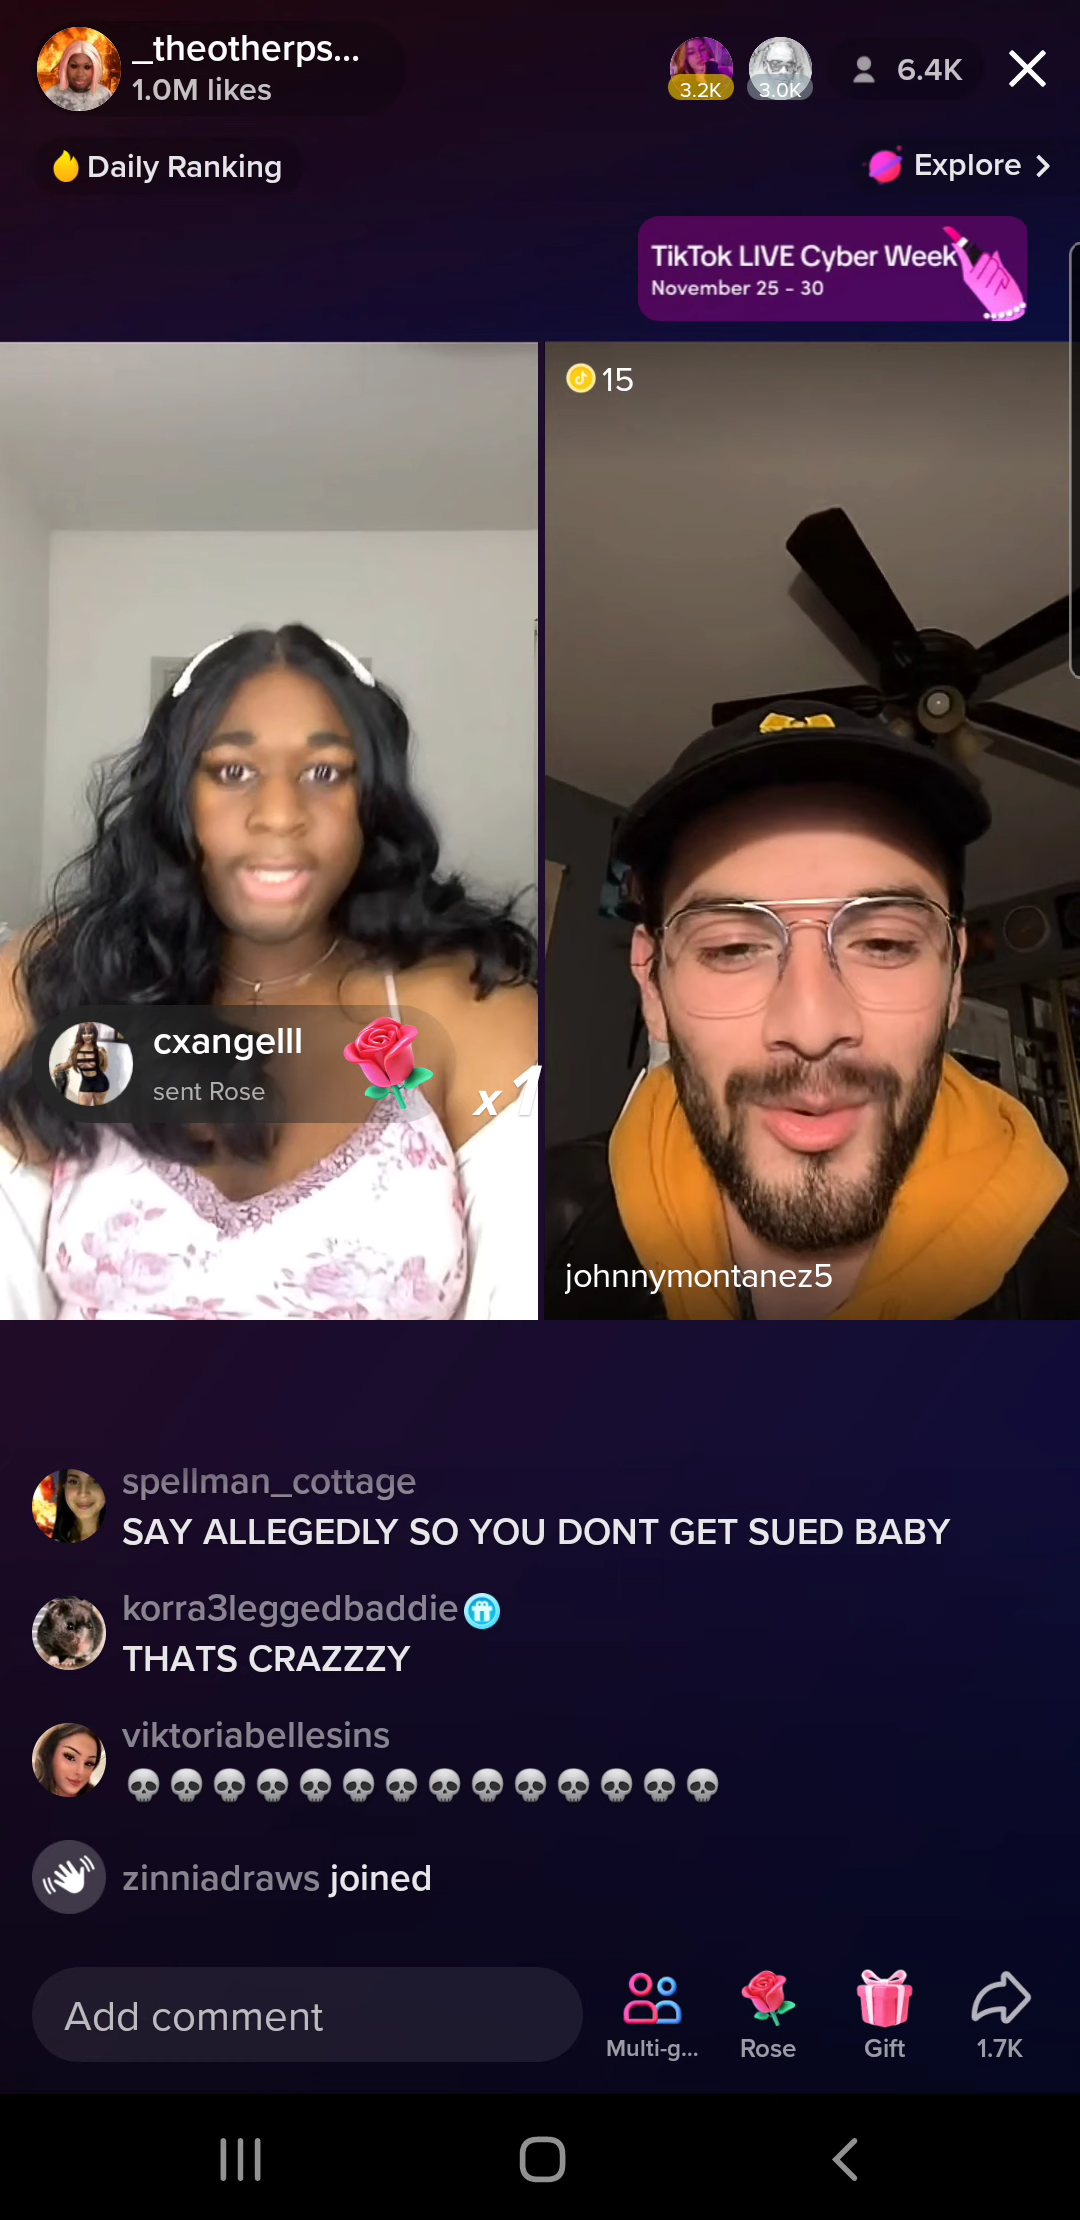 _theotherps...
1.0M likes
3.2K
3.0K
6.4K
Daily Ranking
Explore
TikTok LIVE Cyber Week
November 25 - 30
15
cxangelll
sent Rose
x1
johnnymontanez5
spellman_cottage
SAY ALLEGEDLY SO YOU DONT GET SUED BABY
korra3leggedbaddie
THATS CRAZZZY
viktoriabellesins
💀💀💀💀💀💀💀💀💀💀💀💀💀💀
zinniadraws joined
Add comment
Multi-g...
Rose
Gift
1.7K